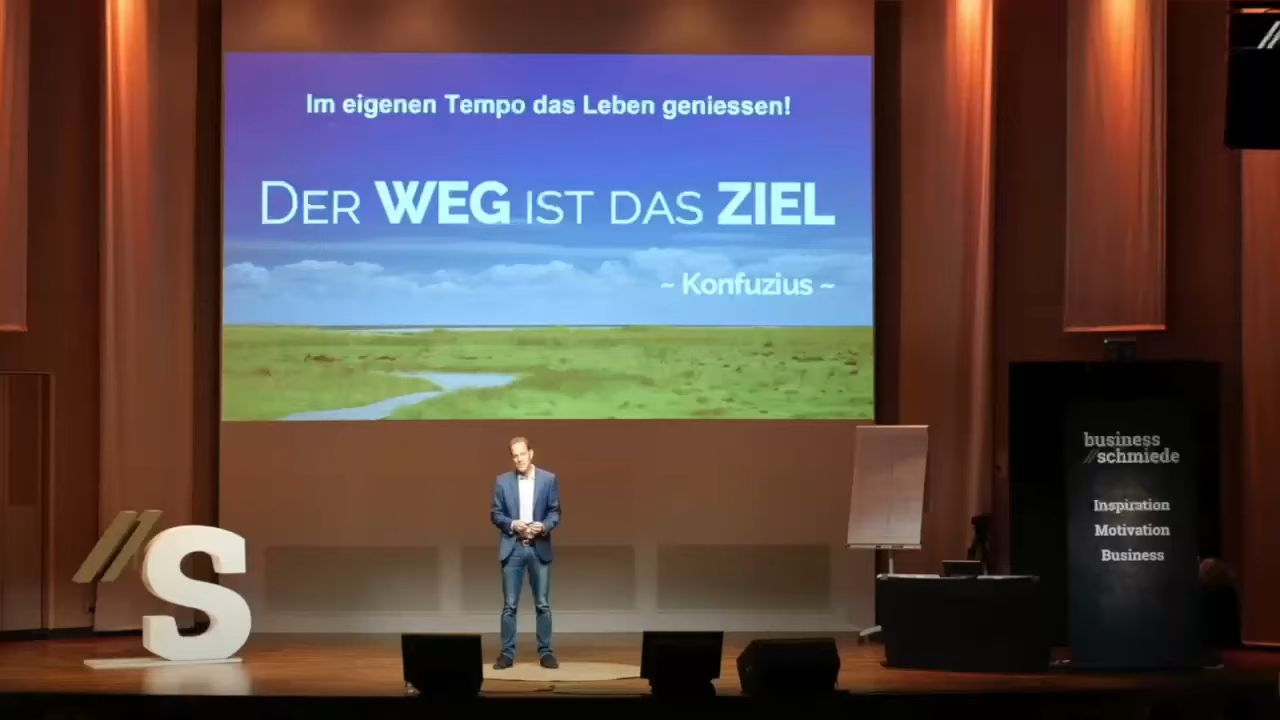 Im eigenen Tempo das Leben geniessen!
DER WEG IST DAS ZIEL
~ Konfuzius ~
//S
business
//schmiede
Inspiration
Motivation
Business